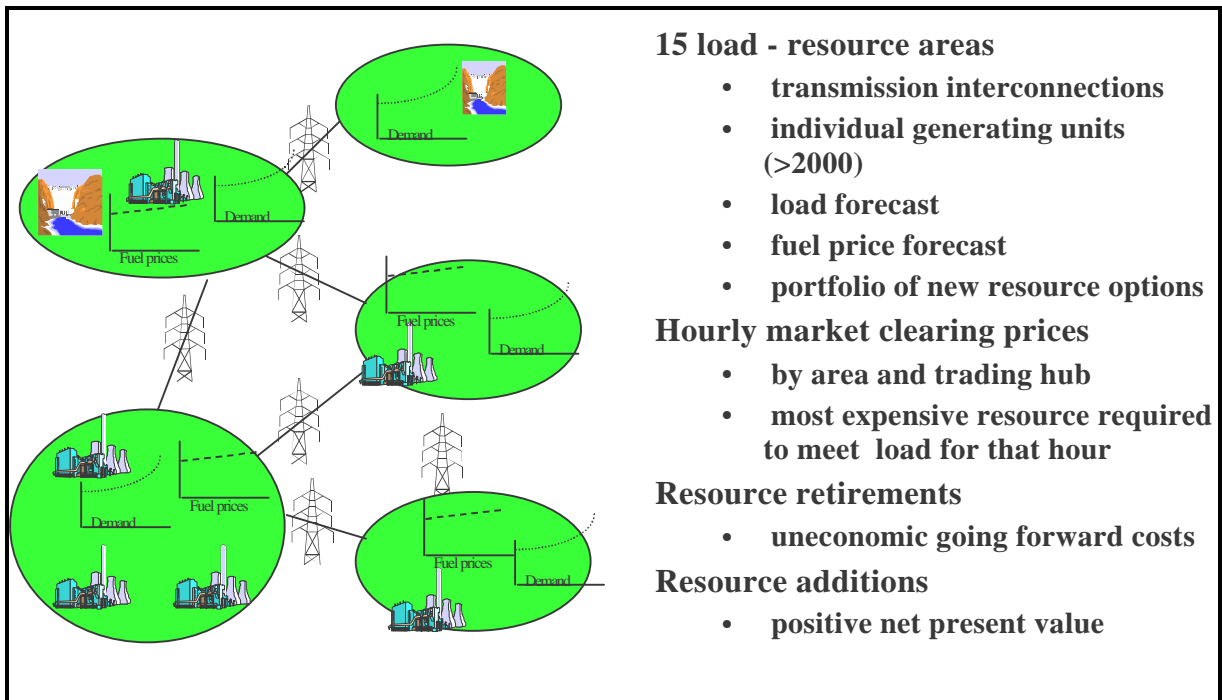 Demand
Demand
Fuel prices
Fuel prices
Demand
Fuel prices
Demand
Fuel prices
Demand
15 load - resource areas
• transmission interconnections
• individual generating units
(>2000)
• load forecast
• fuel price forecast
• portfolio of new resource options
Hourly market clearing prices
• by area and trading hub
• most expensive resource required
to meet load for that hour
Resource retirements
• uneconomic going forward costs
Resource additions
• positive net present value